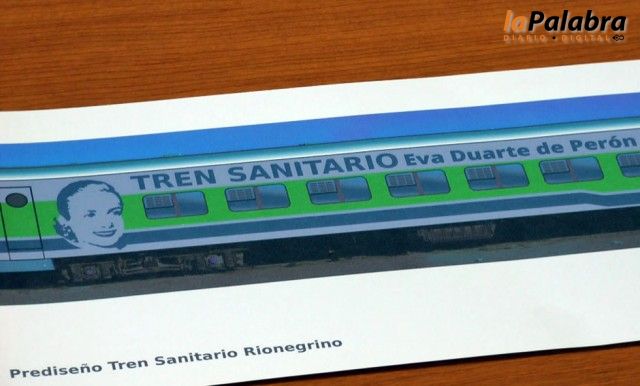 laPalabra
DIARIO • DIGITAL
TREN SANITARIO Eva Duarte de Perón
Prediseño Tren Sanitario Rionegrino